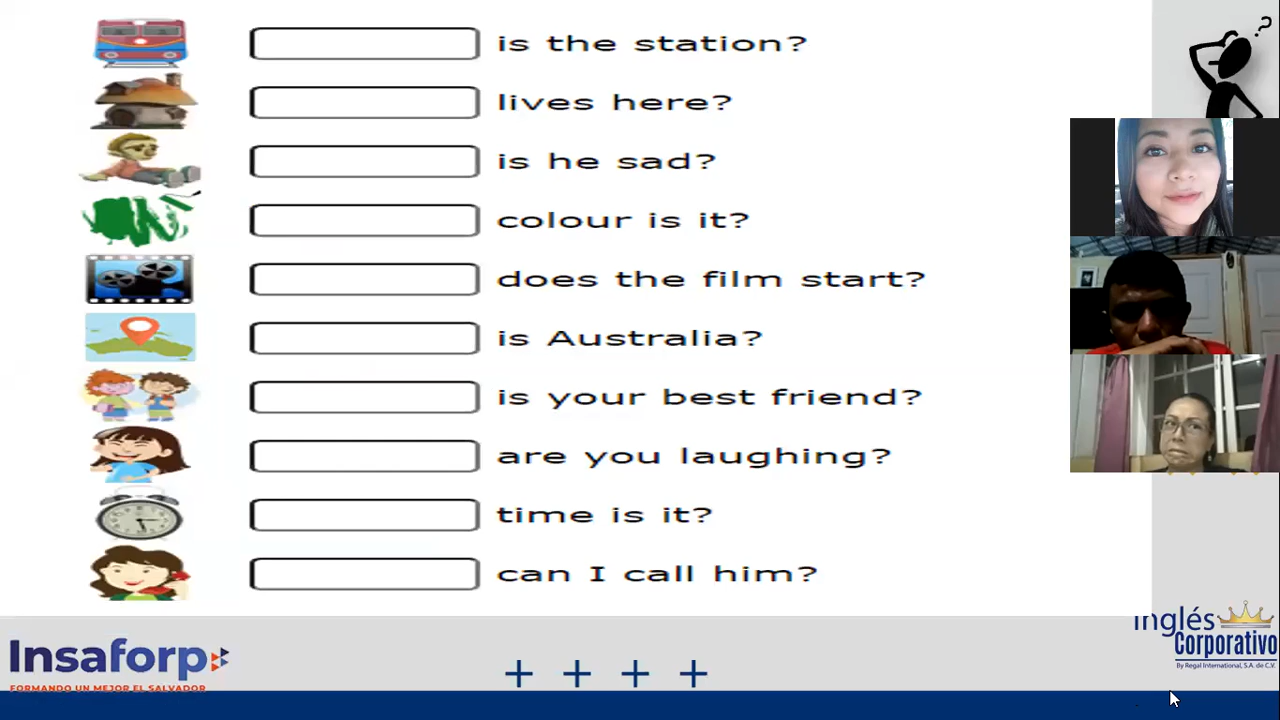 is the station?
lives here?
is he sad?
colour is it?
does the film start?
is Australia?
is your best friend?
are you laughing?
time is it?
can I call him?
inglés
Corporativo
By Regal International, S.A. de C.V.
Insaforp
FORMANDO UN MEJOR EL SALVADOR